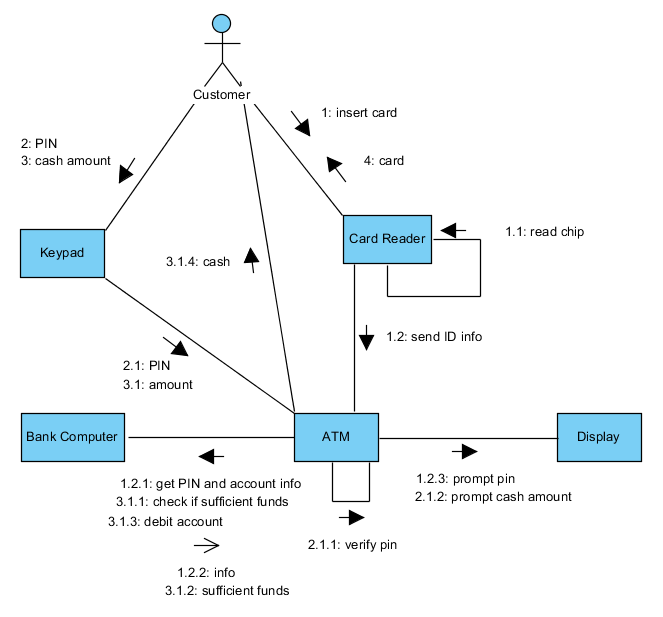 Customer
1: insert card
2: PIN
3: cash amount
4: card
Keypad
Card Reader
1.1: read chip
3.1.4: cash
1.2: send ID info
2.1: PIN
3.1: amount
Bank Computer
ATM
Display
1.2.1: get PIN and account info
3.1.1: check if sufficient funds
3.1.3: debit account
1.2.3: prompt pin
2.1.2: prompt cash amount
2.1.1: verify pin
1.2.2: info
3.1.2: sufficient funds